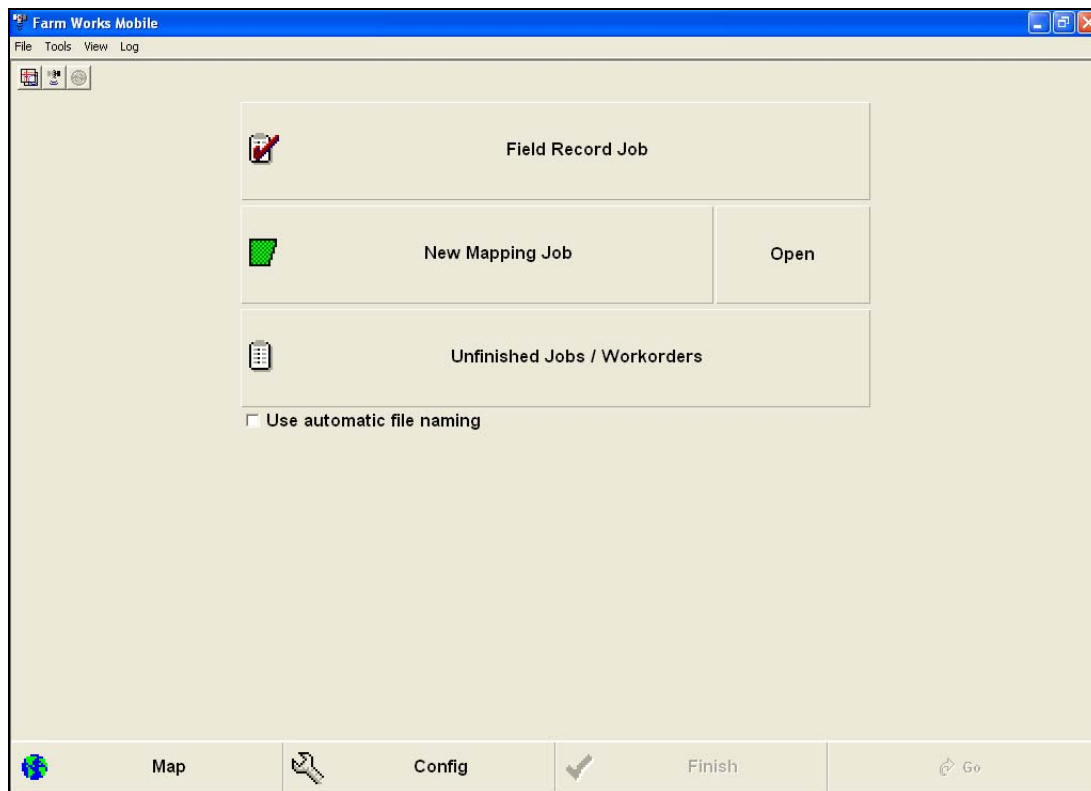 Farm Works Mobile
File Tools View Log
Field Record Job
New Mapping Job Open
Unfinished Jobs / Workorders
Use automatic file naming
Map Config Finish Go